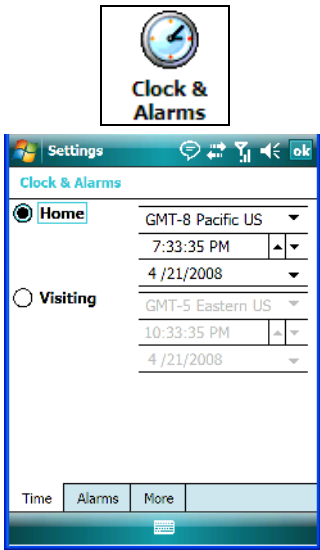 Clock &
Alarms
Settings
ok
Clock & Alarms
Home
GMT-8 Pacific US
7:33:35 PM
4 /21/2008
Visiting
GMT-5 Eastern US
10:33:35 PM
4 /21/2008
Time Alarms More